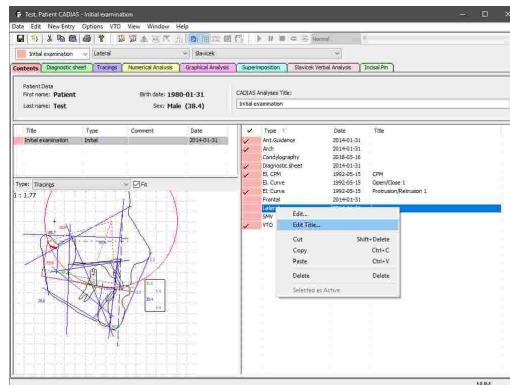 Test, Patient CADIAS - Initial examination
Data Edit New Entry Options VTO View Window Help
Normal
Initial examination Lateral Slavicek
Contents Diagnostic sheet Tracings Numerical Analysis Graphical Analysis Superimposition Slavicek Verbal Analysis Incisal Pin
Patient Data
First name: Patient Birth date: 1980-01-31 CADIAS Analyses Title:
Last name: Test Sex: Male (38.4) Initial examination
Title Type Comment Date
Initial examination Initial 2014-01-31
Type: Tracings Fit
1 : 1.77
Type Date Title
Ant.Guidance 2014-01-31
Arch 2014-01-31
Candylography 2018-05-16
Diagnostic sheet 2014-01-31
El. CPM 1992-05-15 CPM
El. Curve 1992-05-15 Open/Close 1
El. Curve 1992-05-15 Protrusion/Retrusion 1
Frontal 2014-01-31
Lateral
SMV
VTO
Edit...
Edit Title...
Cut Shift+Delete
Copy Ctrl+C
Paste Ctrl+V
Delete Delete
Selected as Active
NUM